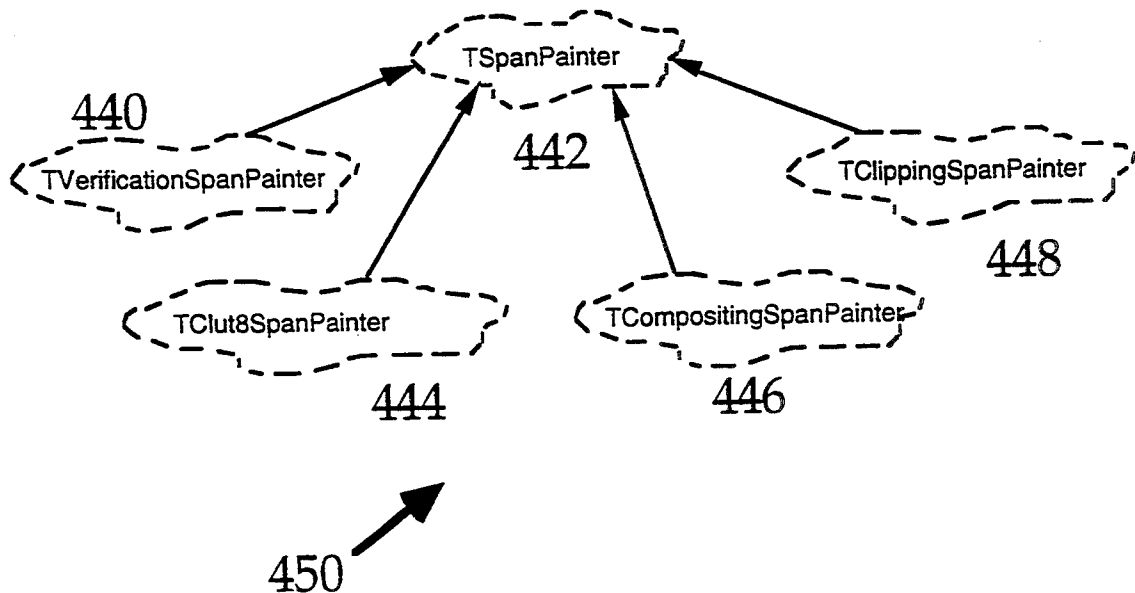 TSpanPainter
440
442
TVerificationSpanPainter
TClippingSpanPainter
448
TClut8SpanPainter
TCompositingSpanPainter
444
446
450